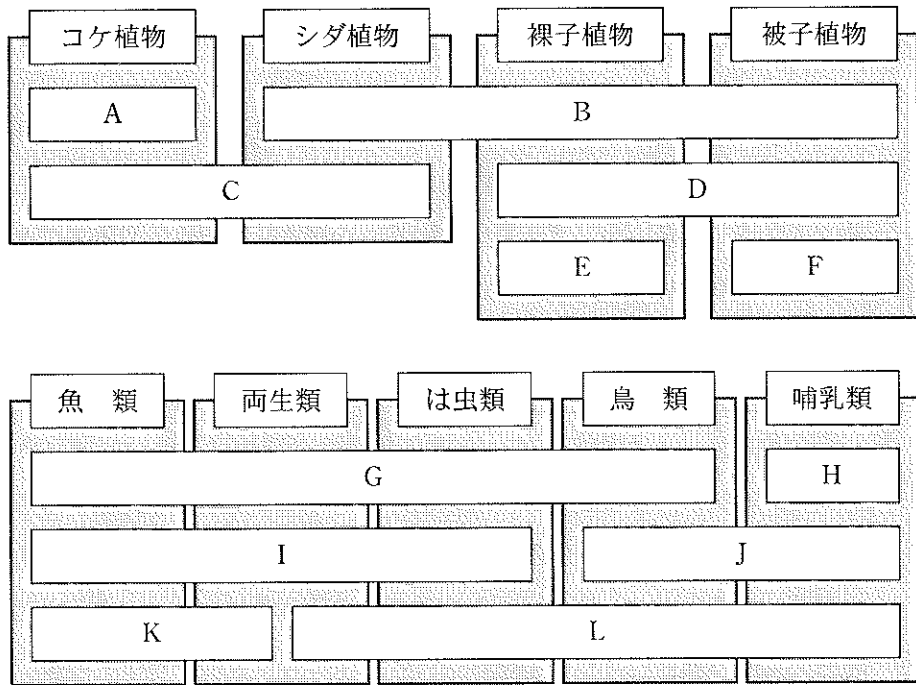 コケ植物 シダ植物 裸子植物 被子植物
A B
C D
E F
魚 類 両生類 は虫類 鳥 類 哺乳類
G H
I J
K L